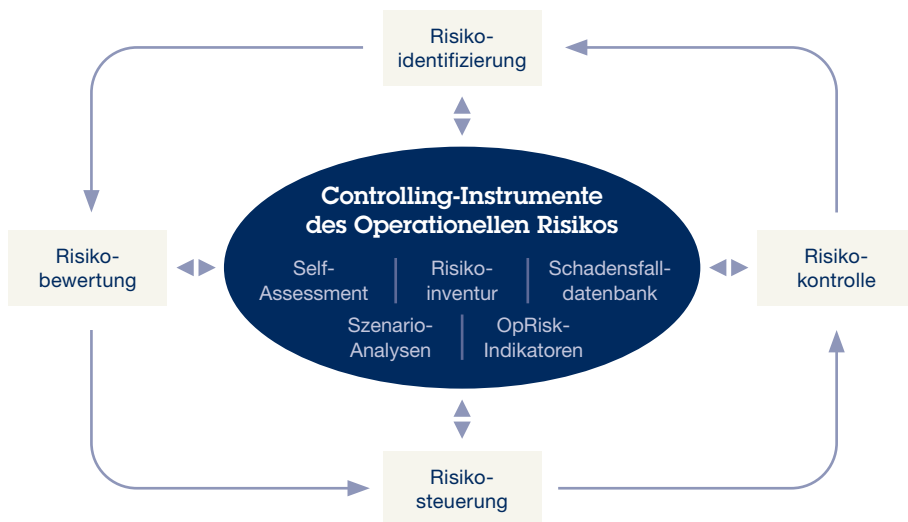 Risiko-
identifizierung
Controlling-Instrumente
des Operationellen Risikos
Risiko-
bewertung
Self-
Assessment
Risiko-
inventur
Schadensfall-
datenbank
Risiko-
kontrolle
Szenario-
Analysen
OpRisk-
Indikatoren
Risiko-
steuerung